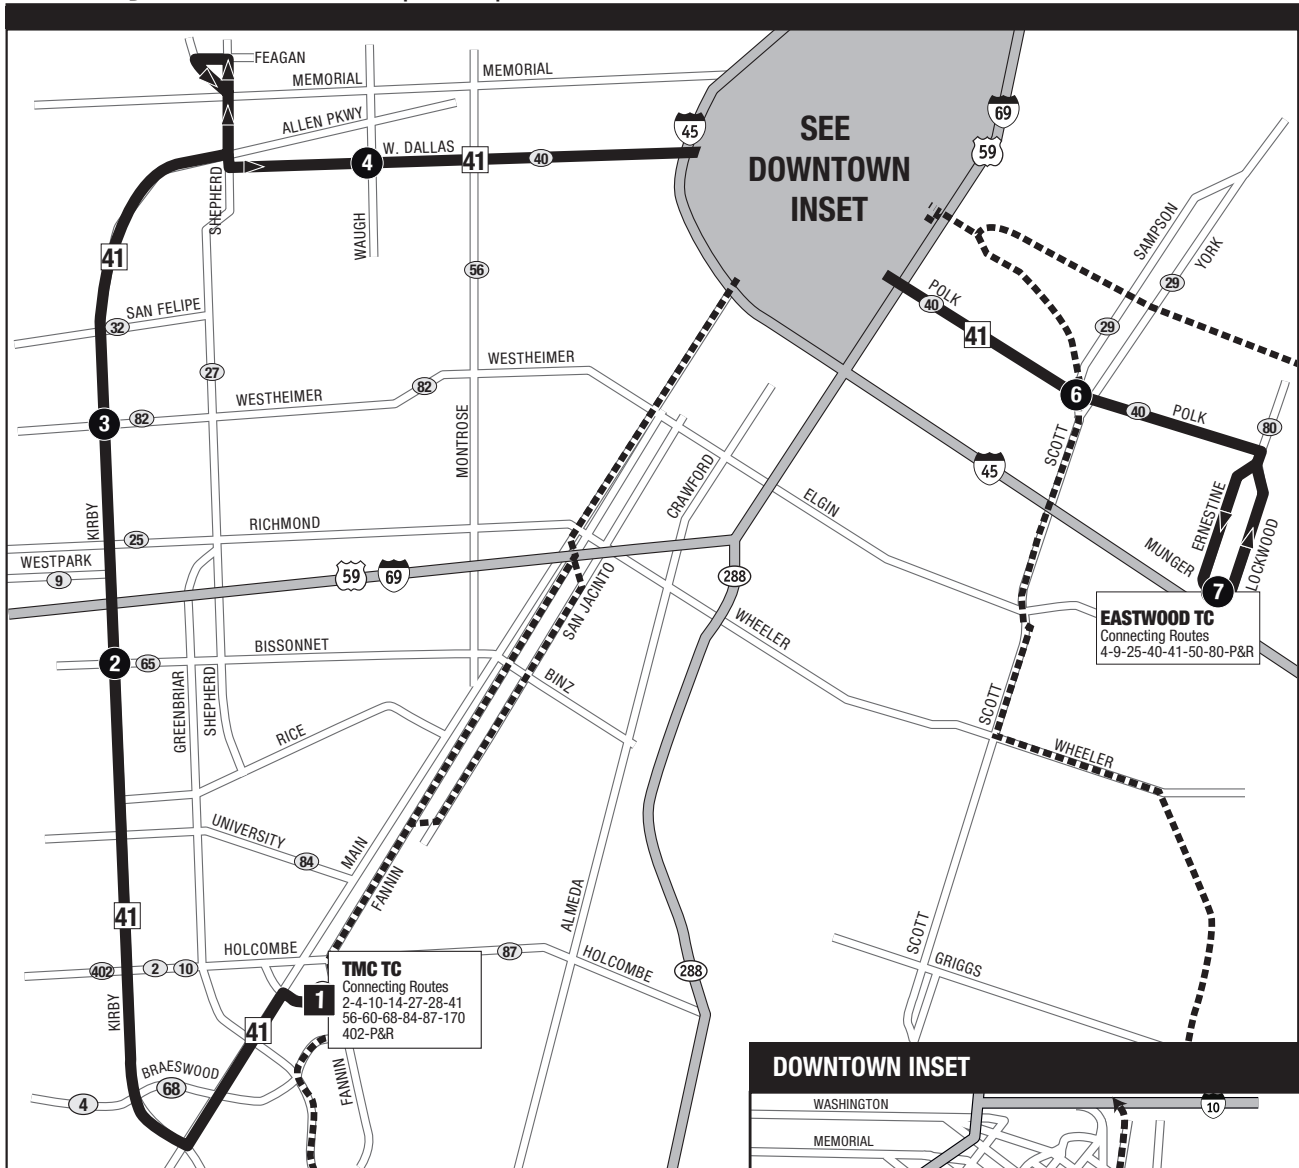 FEAGAN
MEMORIAL
MEMORIAL
ALLEN PKWY
W. DALLAS
4
41
40
45
SEE
DOWNTOWN
INSET
69
59
SHEPHERD
WAUGH
56
41
SAN FELIPE
32
27
SAMPSON
YORK
29
29
POLK
40
41
WESTHEIMER
82
WESTHEIMER
3
82
MONTROSE
6
40
POLK
80
SCOTT
45
CRAWFORD
ELGIN
KIRBY
RICHMOND
25
WESTPARK
9
59
69
288
ERNESTINE
MUNGER
LOCKWOOD
7
EASTWOOD TC
Connecting Routes
4-9-25-40-41-50-80-P&R
SAN JACINTO
WHEELER
BISSONNET
2
65
BINZ
GREENBRIAR
SHEPHERD
RICE
SCOTT
WHEELER
UNIVERSITY
84
MAIN
FANNIN
ALMEDA
41
SCOTT
GRIGGS
HOLCOMBE
87
HOLCOMBE
288
402
2
10
KIRBY
1
TMC TC
Connecting Routes
2-4-10-14-27-28-41
56-60-68-84-87-170
402-P&R
41
BRAESWOOD
68
4
FANNIN
DOWNTOWN INSET
WASHINGTON
10
MEMORIAL